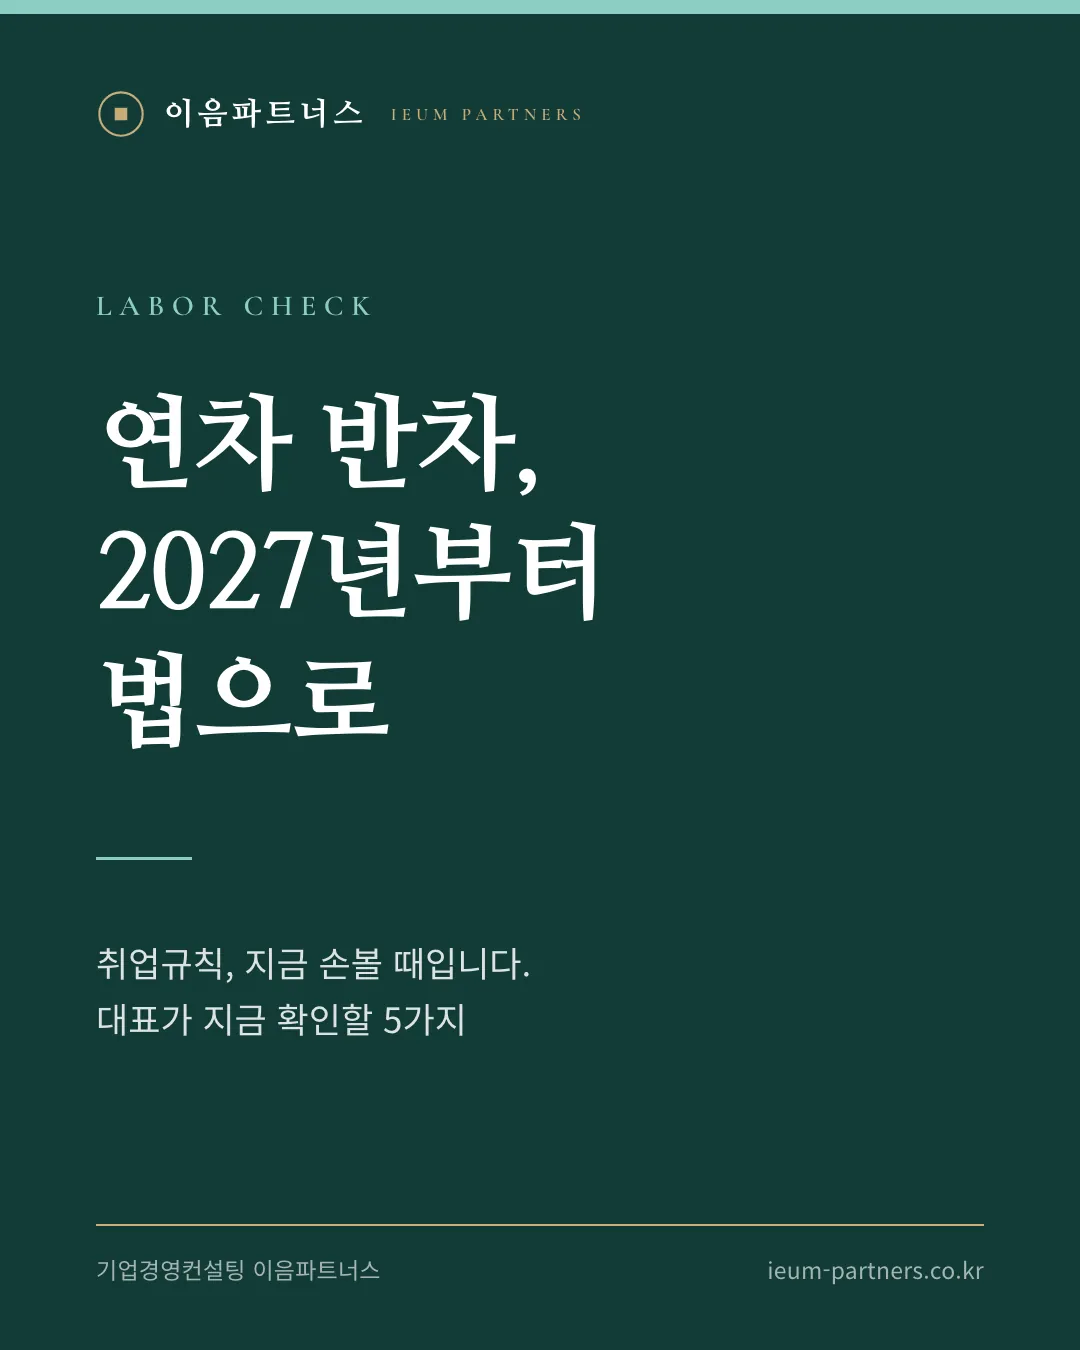 이음파트너스 IEUM PARTNERS
LABOR CHECK
연차 반차,
2027년부터
법으로
취업규칙, 지금 손볼 때입니다.
대표가 지금 확인할 5가지
기업경영컨설팅 이음파트너스 ieum-partners.co.kr